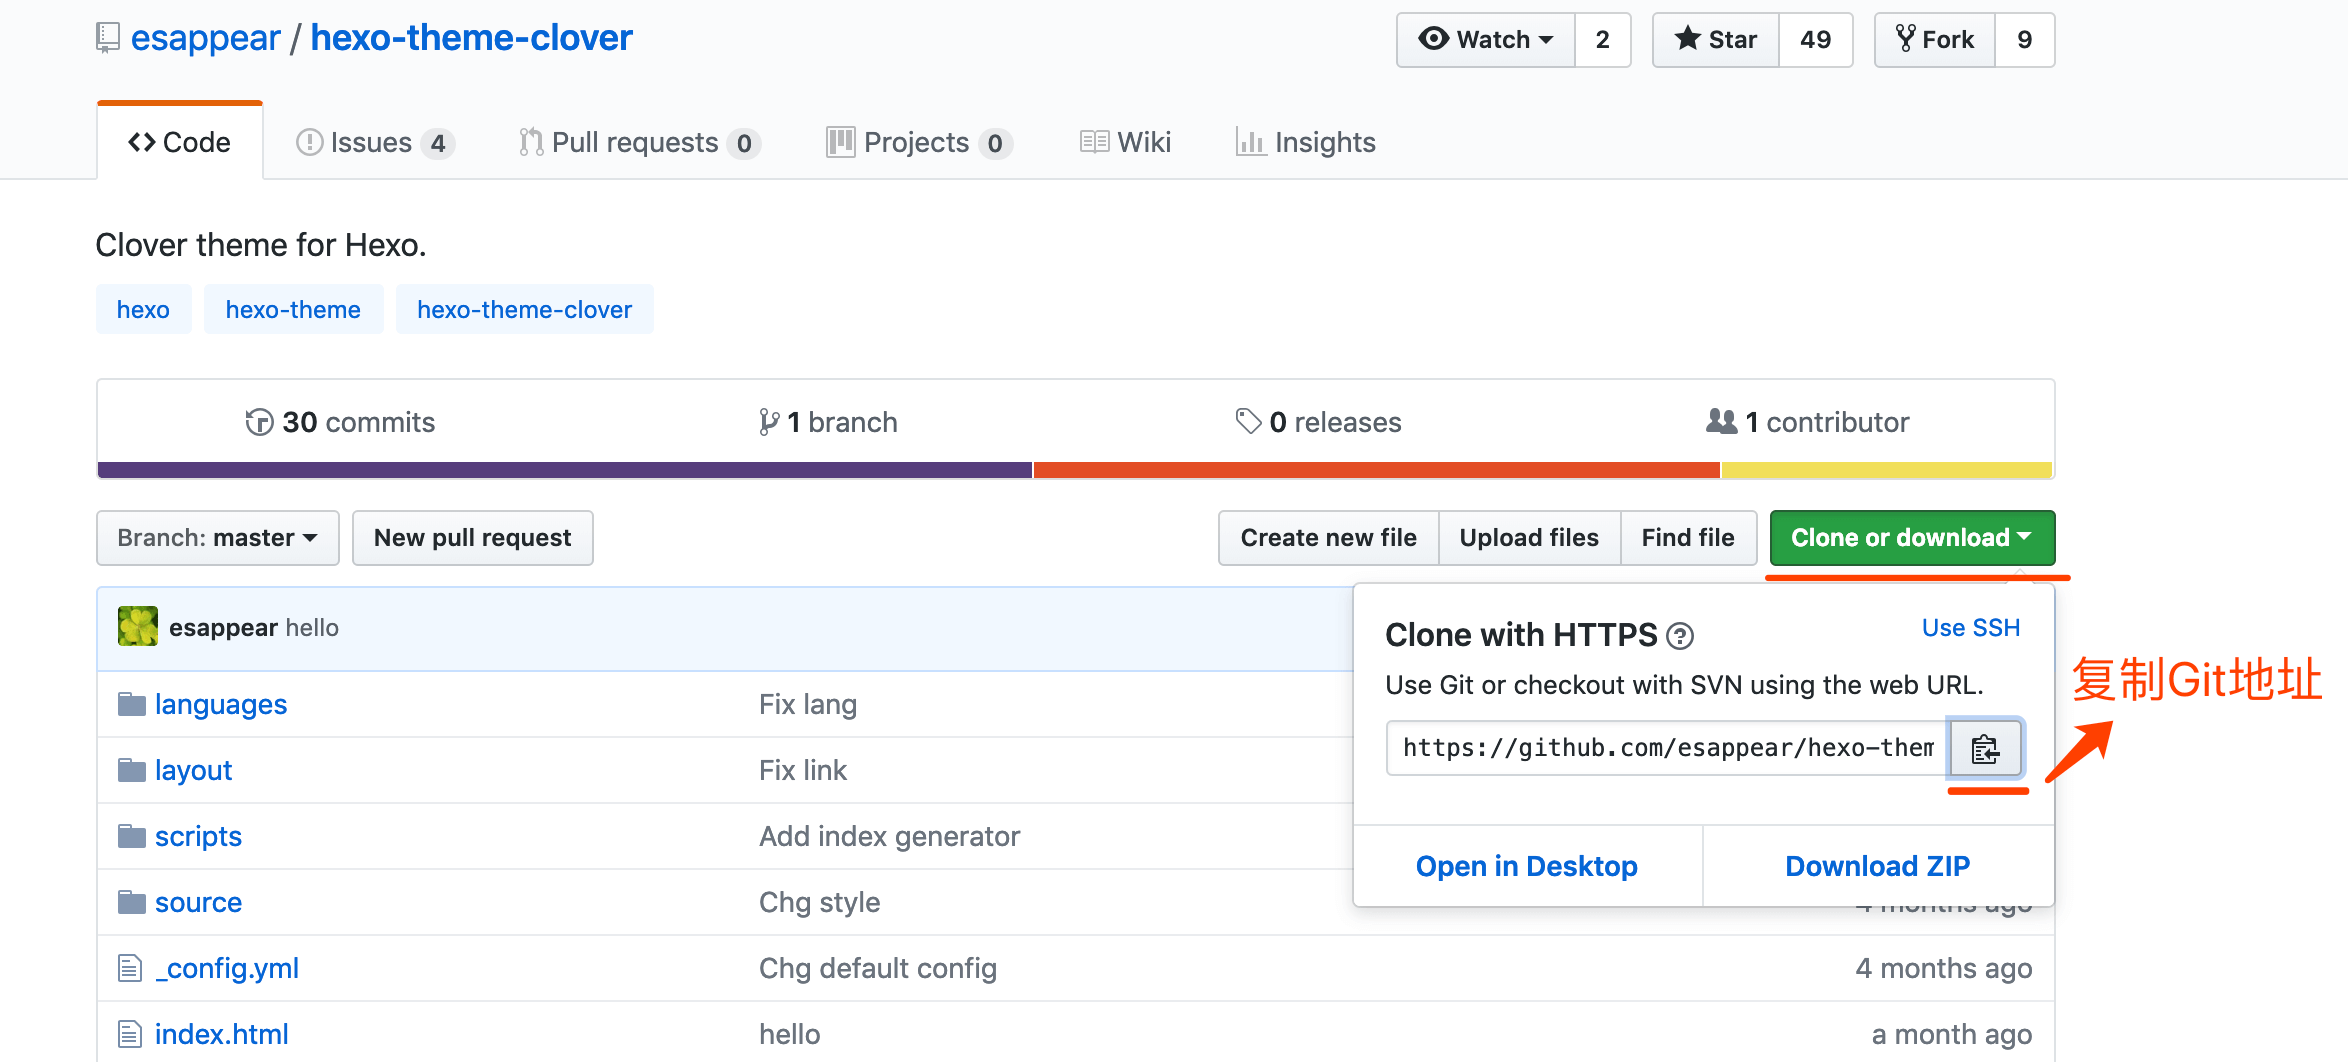 esappear / hexo-theme-clover
Watch 2 Star 49 Fork 9
Code Issues 4 Pull requests 0 Projects 0 Wiki Insights
Clover theme for Hexo.
hexo hexo-theme hexo-theme-clover
30 commits 1 branch 0 releases 1 contributor
Branch: master New pull request Create new file Upload files Find file Clone or download
esappear hello
Clone with HTTPS Use SSH
Use Git or checkout with SVN using the web URL.
https://github.com/esappear/hexo-them
复制Git地址
Open in Desktop Download ZIP
languages Fix lang
layout Fix link
scripts Add index generator
source Chg style 4 months ago
_config.yml Chg default config 4 months ago
index.html hello a month ago